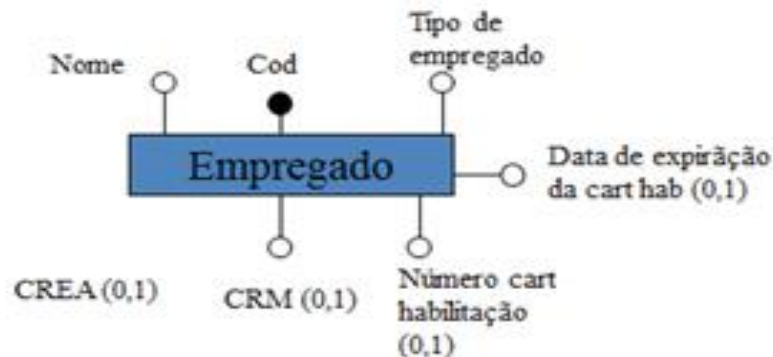 Nome
Cod
Tipo de
empregado
Empregado
Data de expirãção
da cart hab (0,1)
CREA (0,1)
CRM (0,1)
Número cart
habilitação
(0,1)